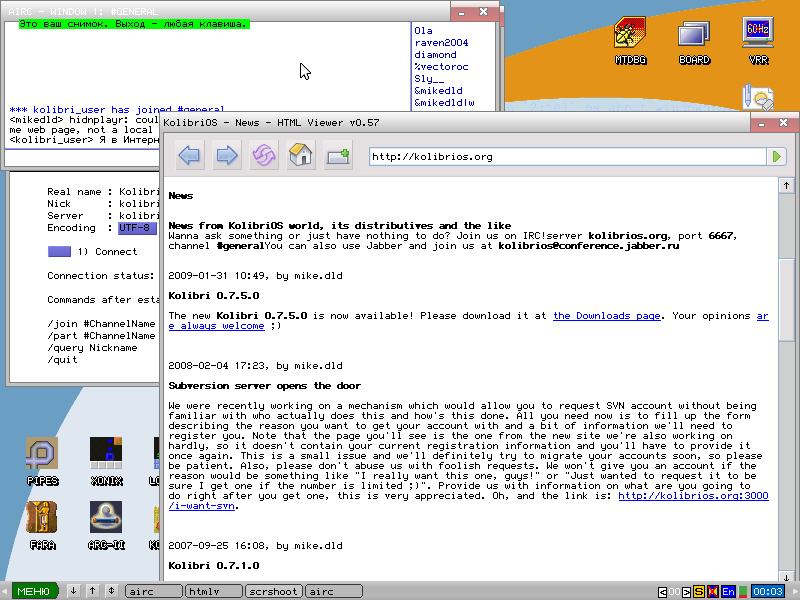 AIRC - WINDOW 1: #GENERAL
Это ваш снимок. Выход - любая клавиша.
Ola
raven2004
diamond
%vectoroc
Sly__
&mikedld
&mikedld!w
*** kolibri_user has joined #general
<mikedld> hidnplayr: coul
me web page, not a local
<kolibri_user> Я в Интерн
MTDBG
BOARD
VRR
60Hz
Real name : Kolibri
Nick : kolibri
Server : kolibri
Encoding : UTF-8
1) Connect
Connection status:
Commands after esta
/join #ChannelName
/part #ChannelName
/query Nickname
/quit
KolibriOS - News - HTML Viewer v0.57
http://kolibrios.org
News
News from KolibriOS world, its distributives and the like
Wanna ask something or just have nothing to do? Join us on IRC!server kolibrios.org, port 6667,
channel #generalYou can also use Jabber and join us at kolibrios@conference.jabber.ru
2009-01-31 10:49, by mike.dld
Kolibri 0.7.5.0
The new Kolibri 0.7.5.0 is now available! Please download it at the Downloads page. Your opinions ar
e always welcome ;)
2008-02-04 17:23, by mike.dld
Subversion server opens the door
We were recently working on a mechanism which would allow you to request SVN account without being
familiar with who actually does this and how's this done. All you need now is to fill up the form
describing the reason you want to get your account with and a bit of information we'll need to
register you. Note that the page you'll see is the one from the new site we're also working on
hardly, so it doesn't contain your current registration information and you'll have to provide it
once again. This is a small issue and we'll definitely try to migrate your accounts soon, so please
be patient. Also, please don't abuse us with foolish requests. We won't give you an account if the
reason would be something like "I really want this one, guys!" or "Just wanted to request it to be
sure I get one if the number is limited ;)". Provide us with information on what are you going to
do right after you get one, this is very appreciated. Oh, and the link is: http://kolibrios.org:3000
/i-want-svn.
2007-09-25 16:08, by mike.dld
Kolibri 0.7.1.0
PIPES
XONIX
LO
FARA
ARC-II
KO
МЕНЮ
airc
htmlv
scrshoot
airc
< 00 >
S
En
00:03